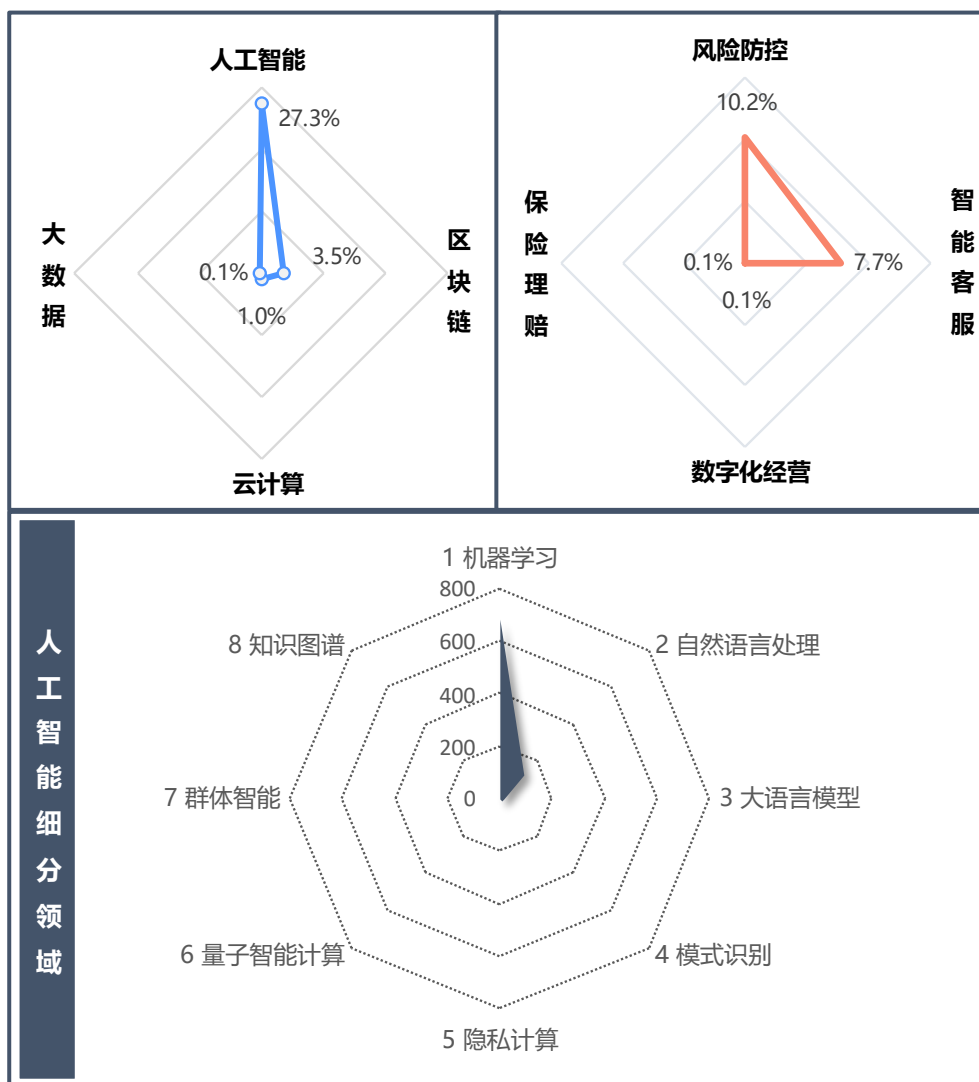 人工智能
27.3%
大数据
0.1%
3.5%
区块链
1.0%
云计算
风险防控
10.2%
保险理赔
0.1%
7.7%
智能客服
0.1%
数字化经营
人工智能细分领域
1 机器学习
800
8 知识图谱
600
2 自然语言处理
400
200
7 群体智能
0
3 大语言模型
6 量子智能计算
4 模式识别
5 隐私计算